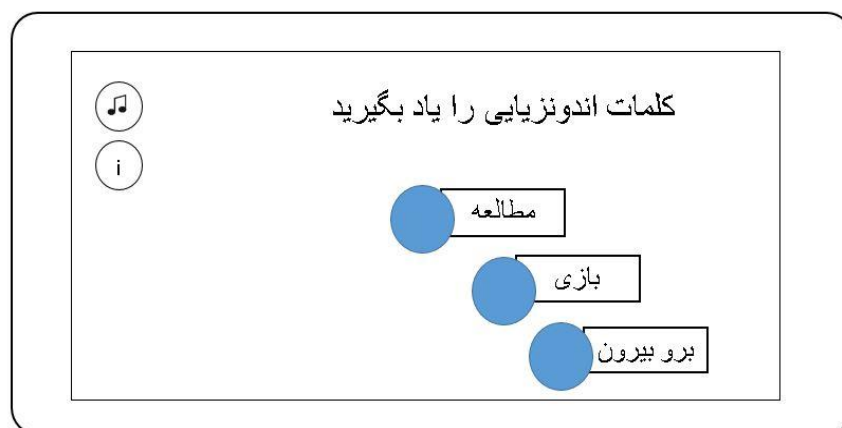 کلمات اندونزیایی را یاد بگیرید
i
مطالعه
بازی
برو بیرون